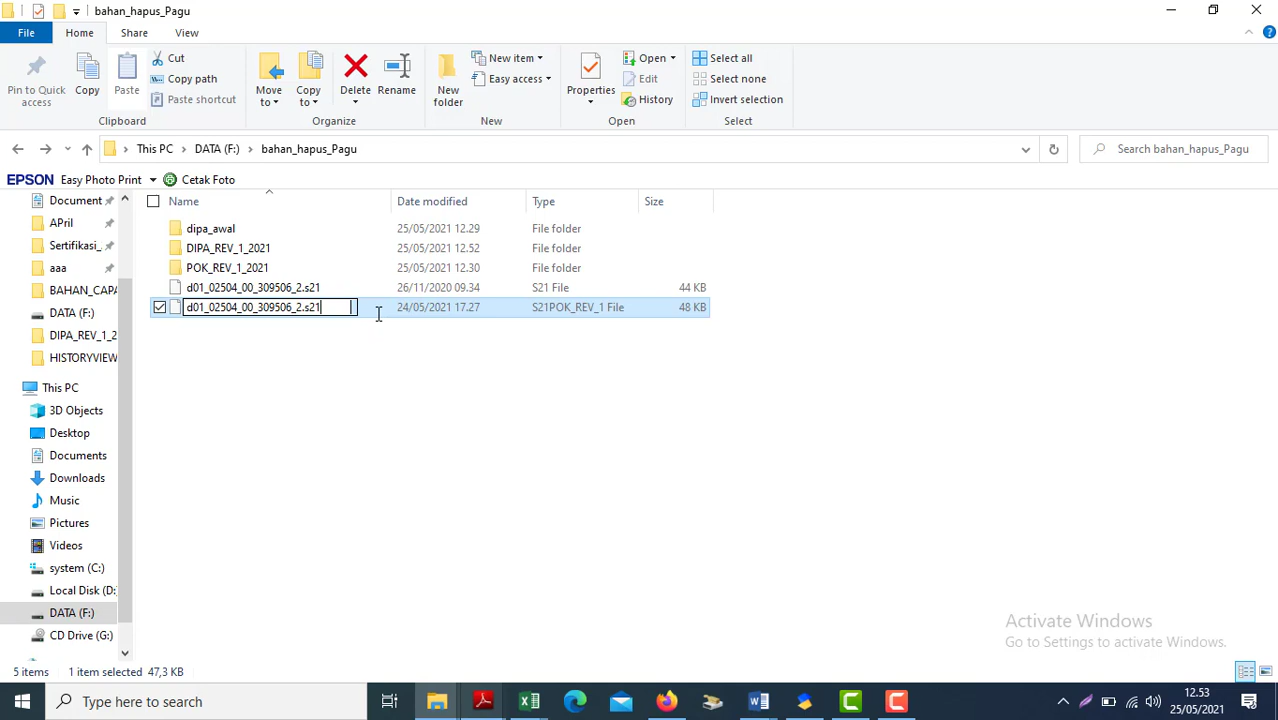 bahan_hapus_Pagu
File Home Share View
Pin to Quick access
Copy
Paste
Cut
Copy path
Paste shortcut
Clipboard
Move to
Copy to
Delete
Rename
Organize
New folder
New item
Easy access
New
Properties
Open
Edit
History
Open
Select all
Select none
Invert selection
Select
This PC > DATA (F:) > bahan_hapus_Pagu
Search bahan_hapus_Pagu
EPSON Easy Photo Print Cetak Foto
Name Date modified Type Size
dipa_awal 25/05/2021 12.29 File folder
DIPA_REV_1_2021 25/05/2021 12.52 File folder
POK_REV_1_2021 25/05/2021 12.30 File folder
d01_02504_00_309506_2.s21 26/11/2020 09.34 S21 File 44 KB
d01_02504_00_309506_2.s21 24/05/2021 17.27 S21POK_REV_1 File 48 KB
Document
APril
Sertifikasi_
aaa
BAHAN_CAPA
DATA (F:)
DIPA_REV_1_2
HISTORYVIEW
This PC
3D Objects
Desktop
Documents
Downloads
Music
Pictures
Videos
system (C:)
Local Disk (D:
DATA (F:)
CD Drive (G:)
Activate Windows
Go to Settings to activate Windows.
5 items 1 item selected 47,3 KB
Type here to search
12.53
25/05/2021